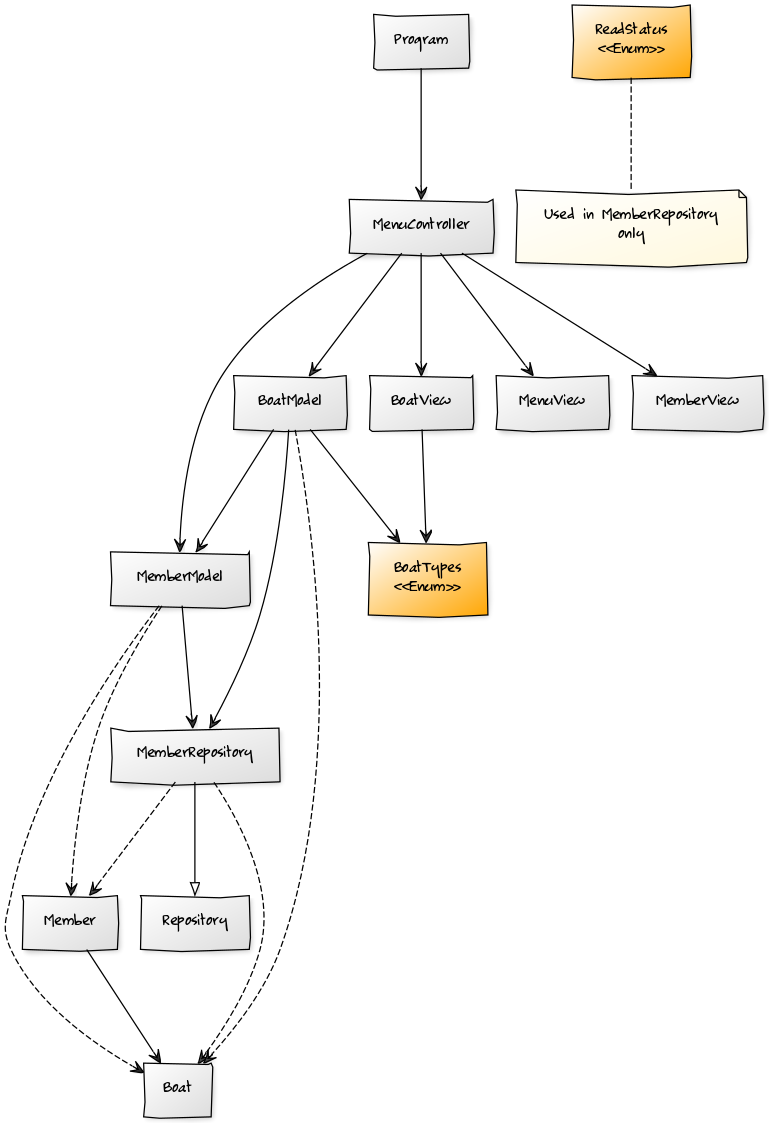 Program
ReadStatus
<<Enum>>
MenuController
Used in MemberRepository
only
BoatModel
BoatView
MenuView
MemberView
MemberModel
BoatTypes
<<Enum>>
MemberRepository
Member
Repository
Boat